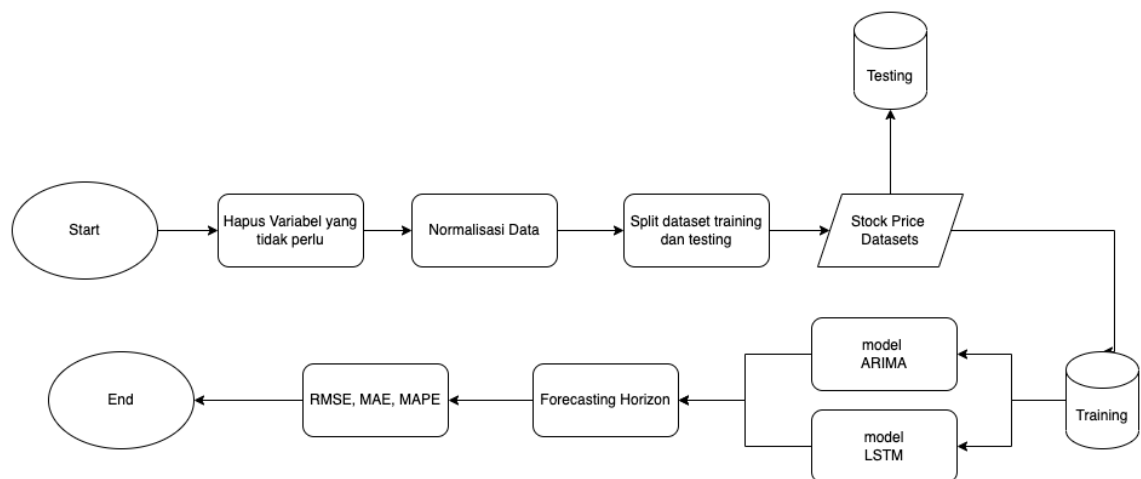 Testing
Start
Hapus Variabel yang
tidak perlu
Normalisasi Data
Split dataset training
dan testing
Stock Price
Datasets
model
ARIMA
End
RMSE, MAE, MAPE
Forecasting Horizon
Training
model
LSTM